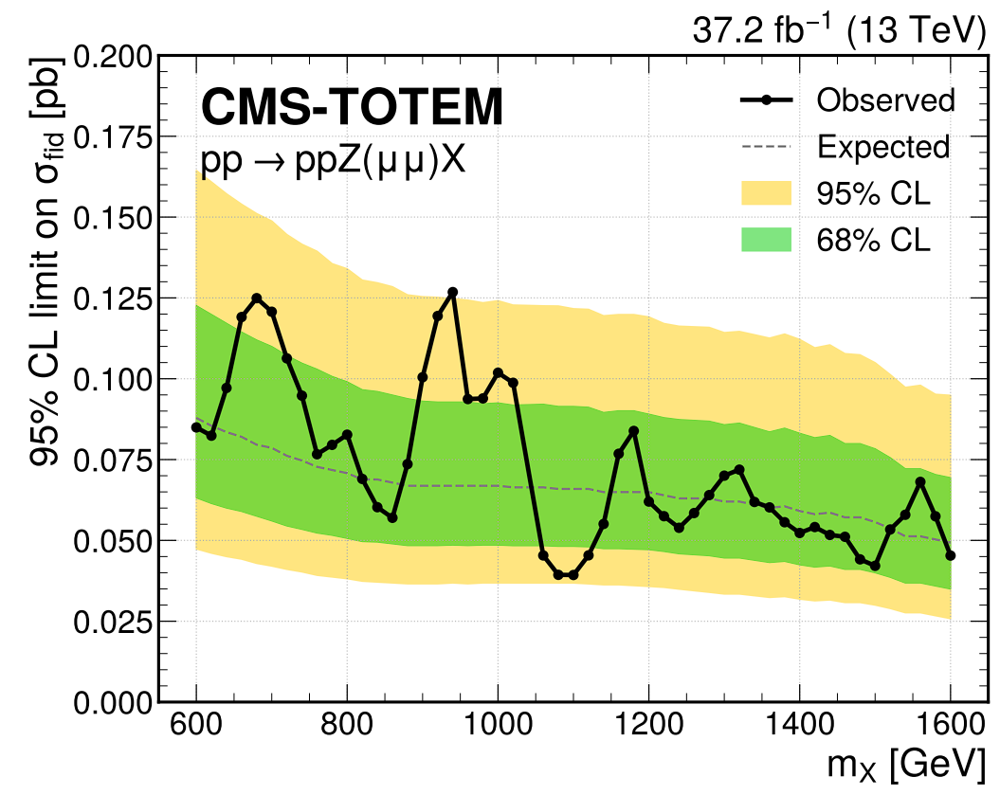 37.2 fb⁻¹ (13 TeV)
CMS-TOTEM
pp → ppZ(μμ)X
Observed
Expected
95% CL
68% CL
95% CL limit on σ_fid [pb]
0.200
0.175
0.150
0.125
0.100
0.075
0.050
0.025
0.000
600 800 1000 1200 1400 1600
m_X [GeV]